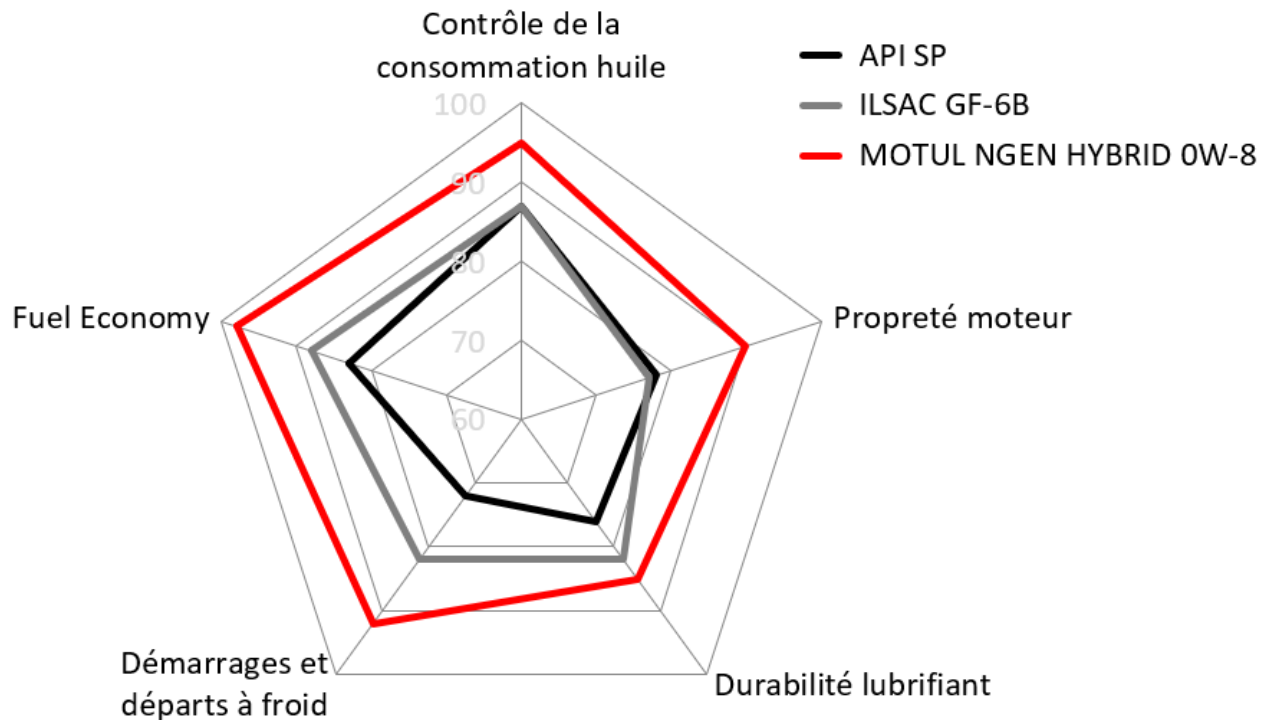 Contrôle de la
consommation huile
API SP
ILSAC GF-6B
MOTUL NGEN HYBRID 0W-8
100
90
80
70
60
Fuel Economy
Propreté moteur
Démarrages et
départs à froid
Durabilité lubrifiant